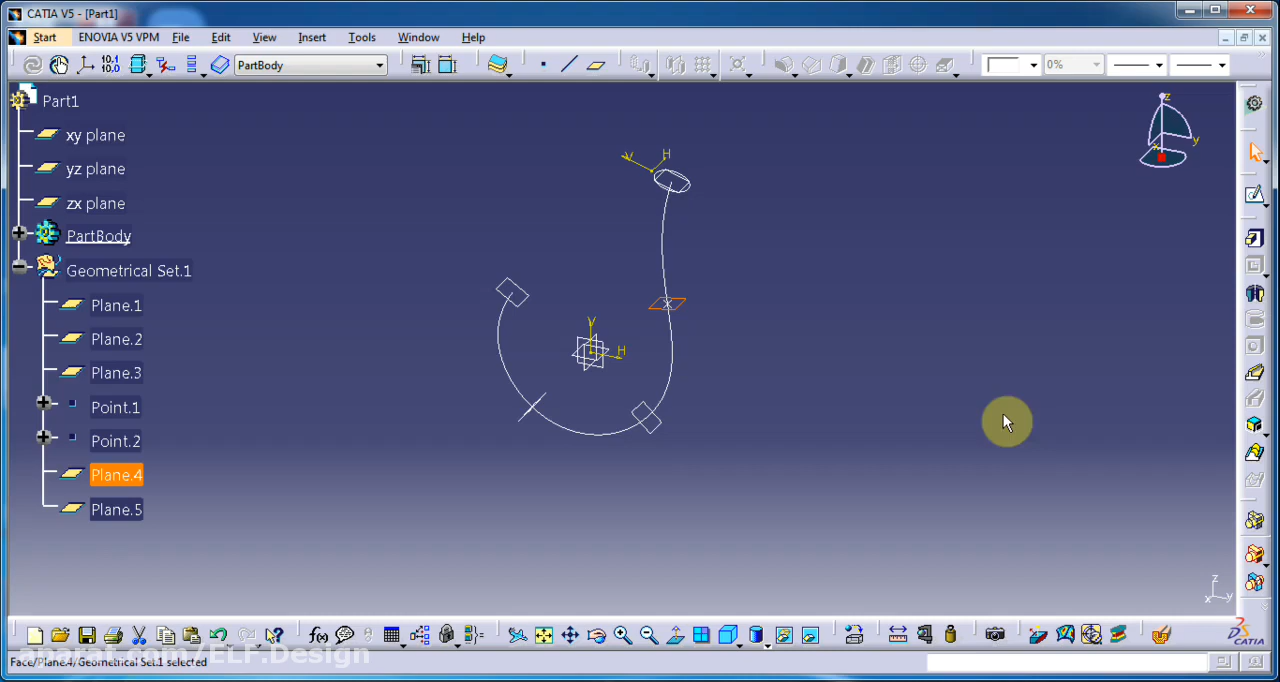 CATIA V5 - [Part1]
Start ENOVIA V5 VPM File Edit View Insert Tools Window Help
PartBody 0%
Part1
xy plane
yz plane
zx plane
PartBody
Geometrical Set.1
Plane.1
Plane.2
Plane.3
Point.1
Point.2
Plane.4
Plane.5
V H
V
H
z
y
x
z
x y
f(x)
CATIA
aparat.com/ELF.Design
Face/Plane.4/Geometrical Set.1 selected